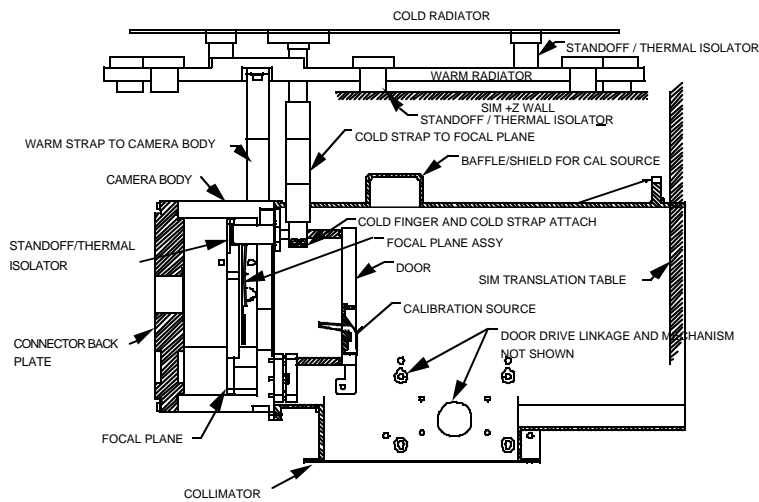 COLD RADIATOR
STANDOFF / THERMAL ISOLATOR
WARM RADIATOR
SIM +Z WALL
STANDOFF / THERMAL ISOLATOR
WARM STRAP TO CAMERA BODY
COLD STRAP TO FOCAL PLANE
BAFFLE/SHIELD FOR CAL SOURCE
CAMERA BODY
COLD FINGER AND COLD STRAP ATTACH
STANDOFF/THERMAL
ISOLATOR
FOCAL PLANE ASSY
DOOR
SIM TRANSLATION TABLE
CALIBRATION SOURCE
CONNECTOR BACK
PLATE
DOOR DRIVE LINKAGE AND MECHANISM
NOT SHOWN
FOCAL PLANE
COLLIMATOR